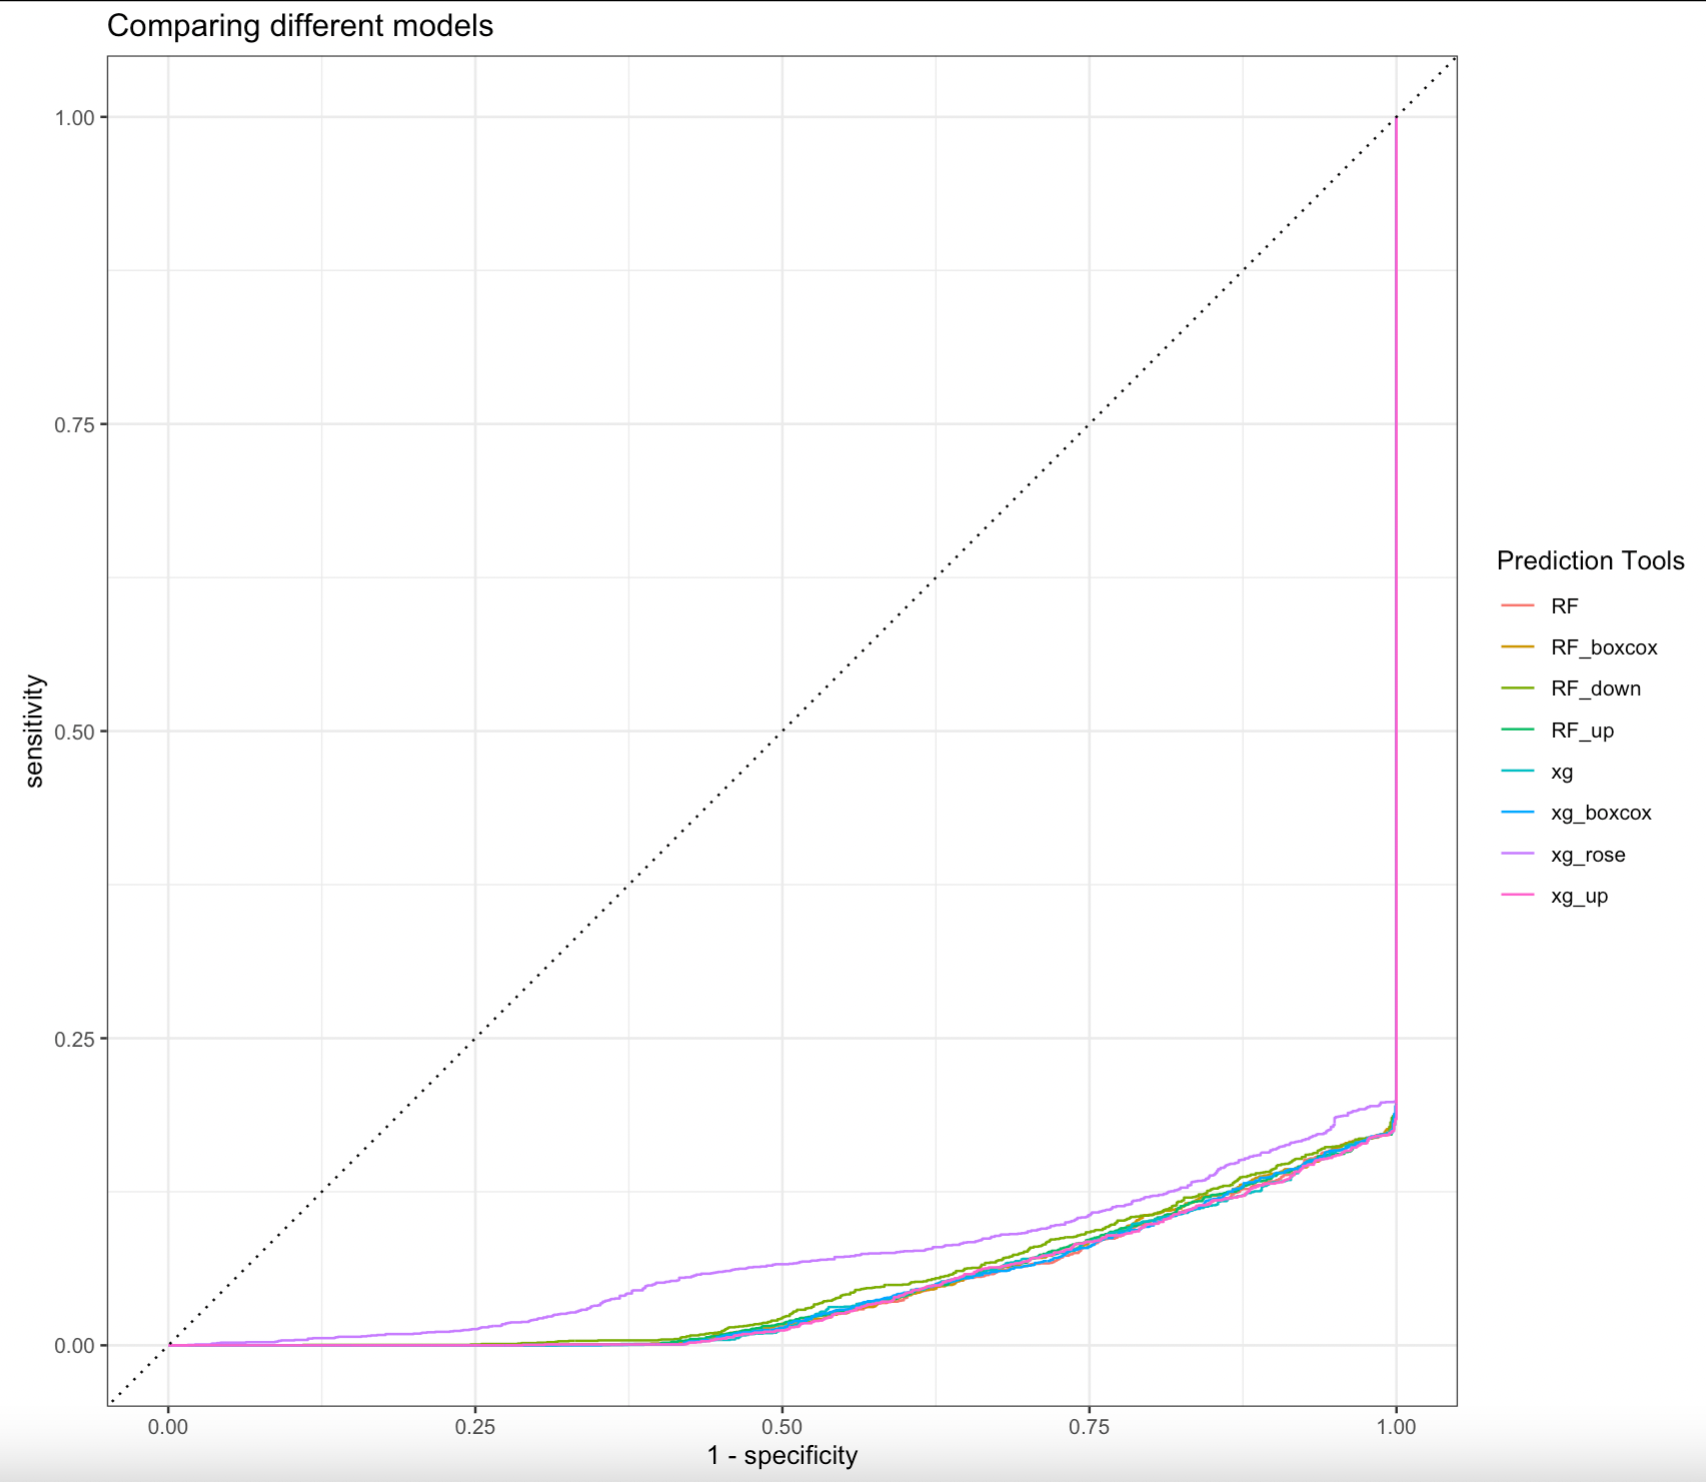 Comparing different models
1.00
0.75
0.50
0.25
0.00
sensitivity
0.00 0.25 0.50 0.75 1.00
1 - specificity
Prediction Tools
RF
RF_boxcox
RF_down
RF_up
xg
xg_boxcox
xg_rose
xg_up